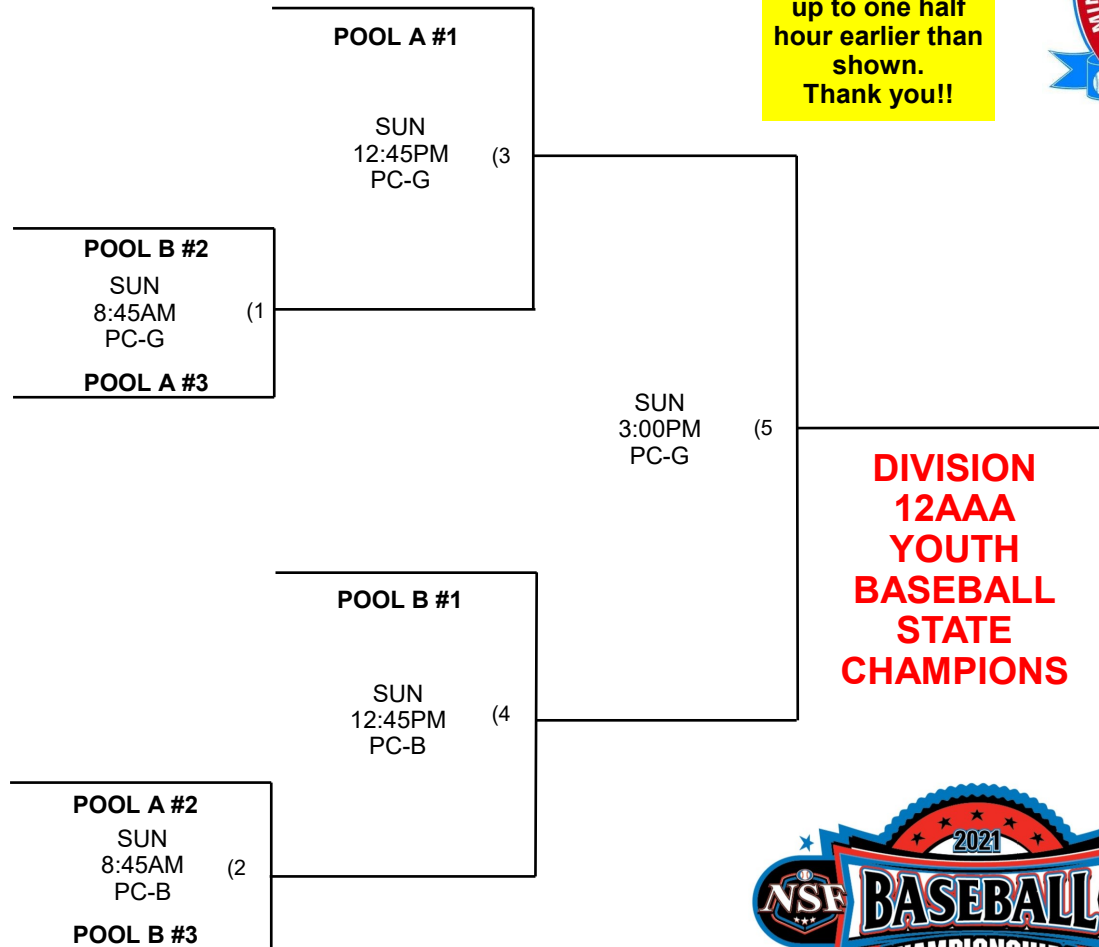 up to one half
hour earlier than
shown.
Thank you!!
POOL A #1
SUN
12:45PM (3
PC-G
POOL B #2
SUN
8:45AM (1
PC-G
POOL A #3
SUN
3:00PM (5
PC-G
DIVISION
12AAA
YOUTH
BASEBALL
STATE
CHAMPIONS
POOL B #1
SUN
12:45PM (4
PC-B
POOL A #2
SUN
8:45AM (2
PC-B
POOL B #3
2021
NSF
BASEBALL